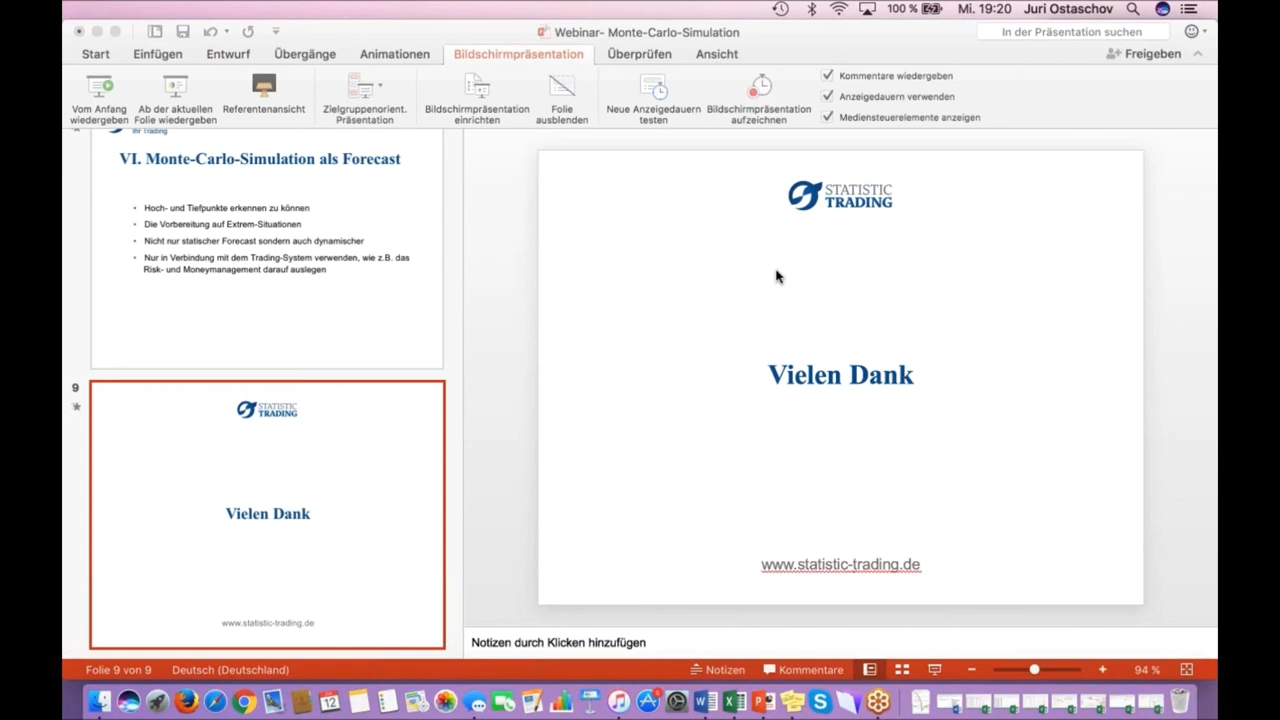 100 %
Mi. 19:20
Juri Ostaschov
Webinar- Monte-Carlo-Simulation
In der Präsentation suchen
Start
Einfügen
Entwurf
Übergänge
Animationen
Bildschirmpräsentation
Überprüfen
Ansicht
Freigeben
Vom Anfang
wiedergeben
Ab der aktuellen
Folie wiedergeben
Referentenansicht
Zielgruppenorient.
Präsentation
Bildschirmpräsentation
einrichten
Folie
ausblenden
Neue Anzeigedauern
testen
Bildschirmpräsentation
aufzeichnen
Kommentare wiedergeben
Anzeigedauern verwenden
Mediensteuerelemente anzeigen
Ihr Trading
VI. Monte-Carlo-Simulation als Forecast
• Hoch- und Tiefpunkte erkennen zu können
• Die Vorbereitung auf Extrem-Situationen
• Nicht nur statischer Forecast sondern auch dynamischer
• Nur in Verbindung mit dem Trading-System verwenden, wie z.B. das
Risk- und Moneymanagement darauf auslegen
9
STATISTIC
TRADING
Vielen Dank
www.statistic-trading.de
STATISTIC
TRADING
Vielen Dank
www.statistic-trading.de
Notizen durch Klicken hinzufügen
Folie 9 von 9
Deutsch (Deutschland)
Notizen
Kommentare
94 %
12